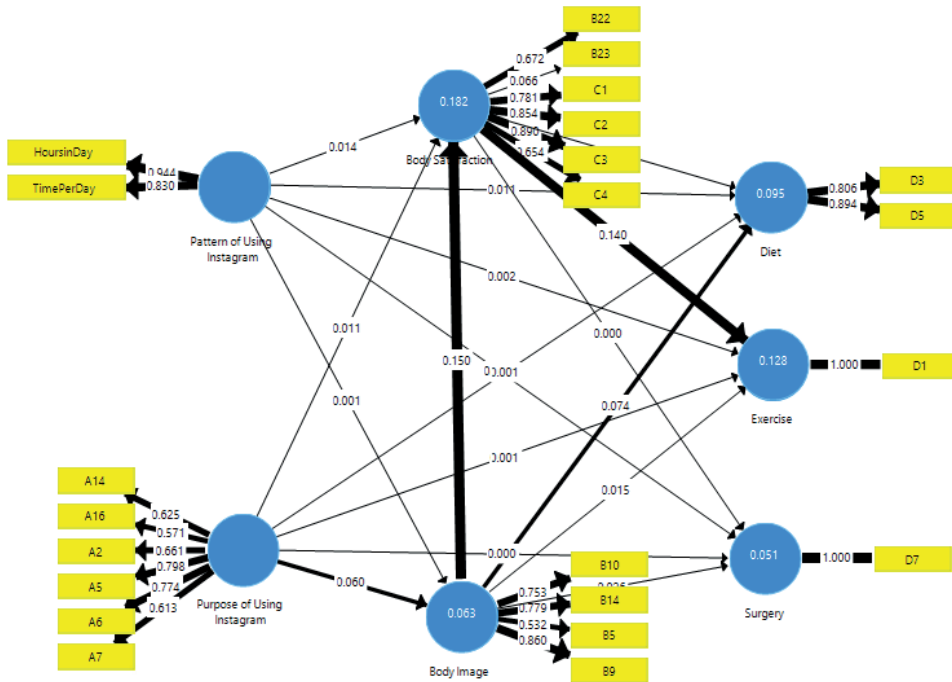 B22
0.672
B23
0.066
0.182
0.781
C1
0.854
C2
0.890
C3
0.654
C4
HoursinDay
0.944
TimePerDay
0.830
0.014
Body Satisfaction
0.011
0.140
Pattern of Using
Instagram
0.095
0.806
D3
0.894
D5
Diet
0.002
0.011
0.000
0.150
0.001
0.001
0.074
0.128
1.000
D1
Exercise
0.001
0.015
A14
0.625
A16
0.571
A2
0.661
A5
0.798
A6
0.774
A7
0.613
0.060
Purpose of Using
Instagram
0.000
0.051
1.000
D7
Surgery
0.063
0.753
B10
0.779
B14
0.532
B5
0.860
B9
Body Image